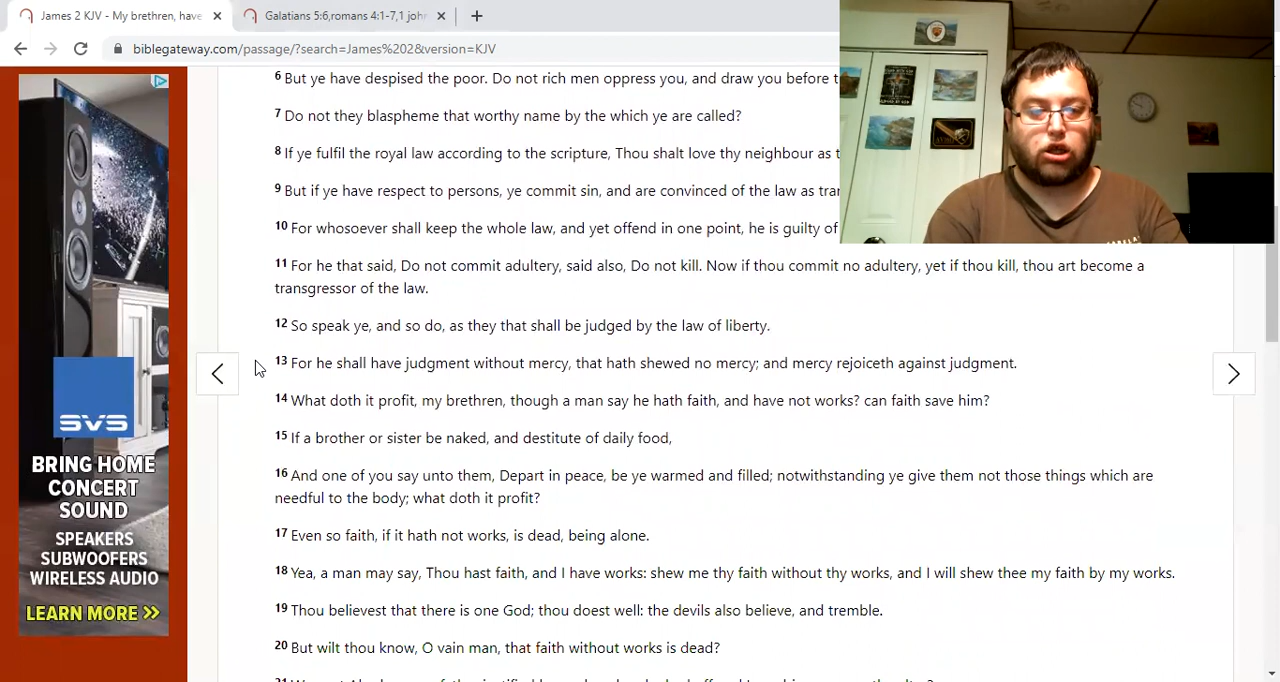 James 2 KJV - My brethren, have
Galatians 5:6,romans 4:1-7,1 john
biblegateway.com/passage/?search=James%202&version=KJV
6 But ye have despised the poor. Do not rich men oppress you, and draw you before
7 Do not they blaspheme that worthy name by the which ye are called?
8 If ye fulfil the royal law according to the scripture, Thou shalt love thy neighbour as
9 But if ye have respect to persons, ye commit sin, and are convinced of the law as
10 For whosoever shall keep the whole law, and yet offend in one point, he is guilty of
11 For he that said, Do not commit adultery, said also, Do not kill. Now if thou commit no adultery, yet if thou kill, thou art become a
transgressor of the law.
12 So speak ye, and so do, as they that shall be judged by the law of liberty.
13 For he shall have judgment without mercy, that hath shewed no mercy; and mercy rejoiceth against judgment.
14 What doth it profit, my brethren, though a man say he hath faith, and have not works? can faith save him?
15 If a brother or sister be naked, and destitute of daily food,
16 And one of you say unto them, Depart in peace, be ye warmed and filled; notwithstanding ye give them not those things which are
needful to the body; what doth it profit?
17 Even so faith, if it hath not works, is dead, being alone.
18 Yea, a man may say, Thou hast faith, and I have works: shew me thy faith without thy works, and I will shew thee my faith by my works.
19 Thou believest that there is one God; thou doest well: the devils also believe, and tremble.
20 But wilt thou know, O vain man, that faith without works is dead?
SVS
BRING HOME
CONCERT
SOUND
SPEAKERS
SUBWOOFERS
WIRELESS AUDIO
LEARN MORE >>